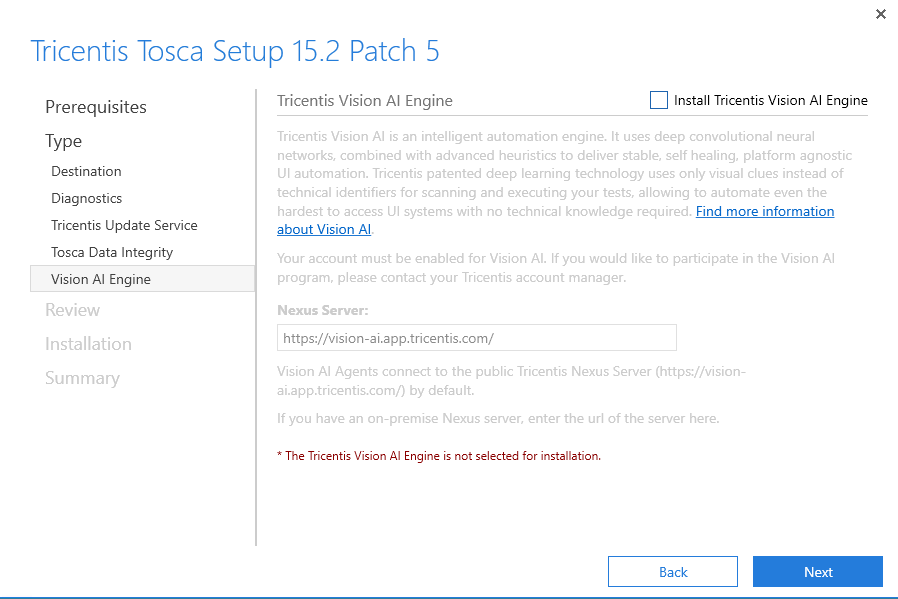 Tricentis Tosca Setup 15.2 Patch 5
Prerequisites
Type
Destination
Diagnostics
Tricentis Update Service
Tosca Data Integrity
Vision AI Engine
Review
Installation
Summary
Tricentis Vision AI Engine
Install Tricentis Vision AI Engine
Tricentis Vision AI is an intelligent automation engine. It uses deep convolutional neural
networks, combined with advanced heuristics to deliver stable, self healing, platform agnostic
UI automation. Tricentis patented deep learning technology uses only visual clues instead of
technical identifiers for scanning and executing your tests, allowing to automate even the
hardest to access UI systems with no technical knowledge required. Find more information
about Vision AI.
Your account must be enabled for Vision AI. If you would like to participate in the Vision AI
program, please contact your Tricentis account manager.
Nexus Server:
https://vision-ai.app.tricentis.com/
Vision AI Agents connect to the public Tricentis Nexus Server (https://vision-
ai.app.tricentis.com/) by default.
If you have an on-premise Nexus server, enter the url of the server here.
* The Tricentis Vision AI Engine is not selected for installation.
Back
Next